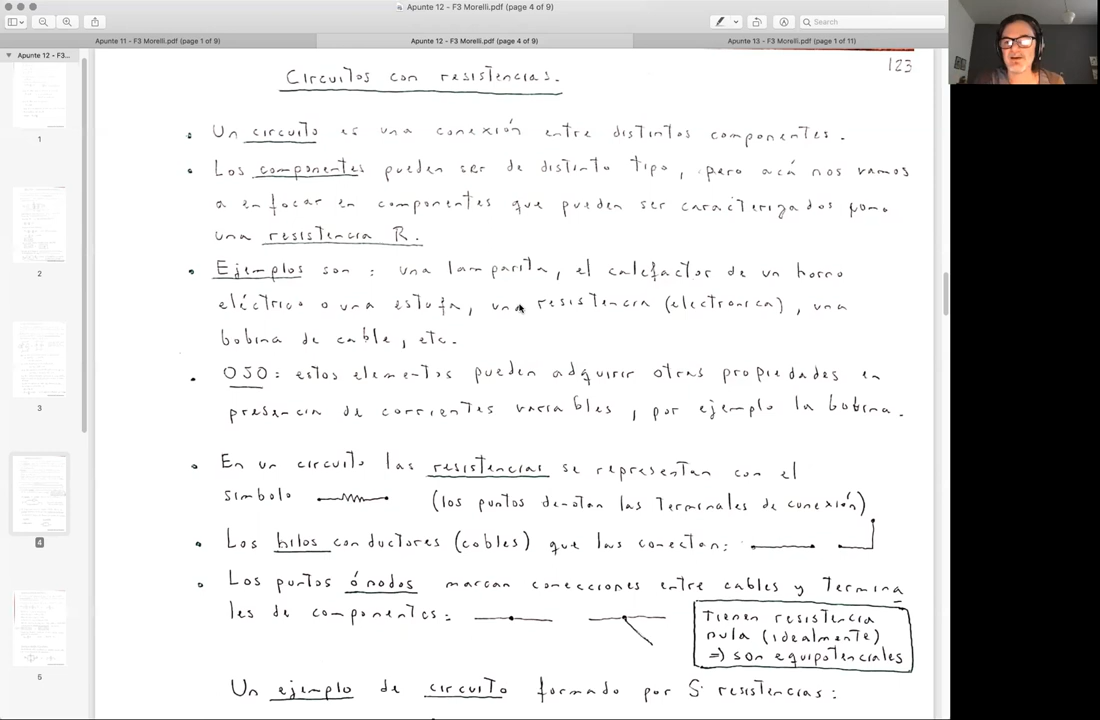 Apunte 12 - F3 Morelli.pdf (page 4 of 9)
Search
Apunte 11 - F3 Morelli.pdf (page 1 of 9)
Apunte 12 - F3 Morelli.pdf (page 4 of 9)
Apunte 13 - F3 Morelli.pdf (page 1 of 11)
Apunte 12 - F3...
1
2
3
4
5
123
Circuitos con resistencias.
• Un circuito es una conexión entre distintos componentes.
• Los componentes pueden ser de distinto tipo, pero acá nos vamos
a enfocar en componentes que pueden ser caracterizados como
una resistencia R.
• Ejemplos son: una lamparita, el calefactor de un horno
eléctrico o una estufa, una resistencia (electronica), una
bobina de cable, etc.
• OJO: estos elementos pueden adquirir otras propiedades en
presencia de corrientes variables, por ejemplo la bobina.
• En un circuito las resistencias se representan con el
simbolo (los puntos denotan las terminales de conexión)
• Los hilos conductores (cables) que las conectan:
• Los puntos ó nodos marcan conecciones entre cables y termina
les de componentes:
Tienen resistencia
nula (idealmente)
⇒ son equipotenciales
Un ejemplo de circuito formado por 5 resistencias: